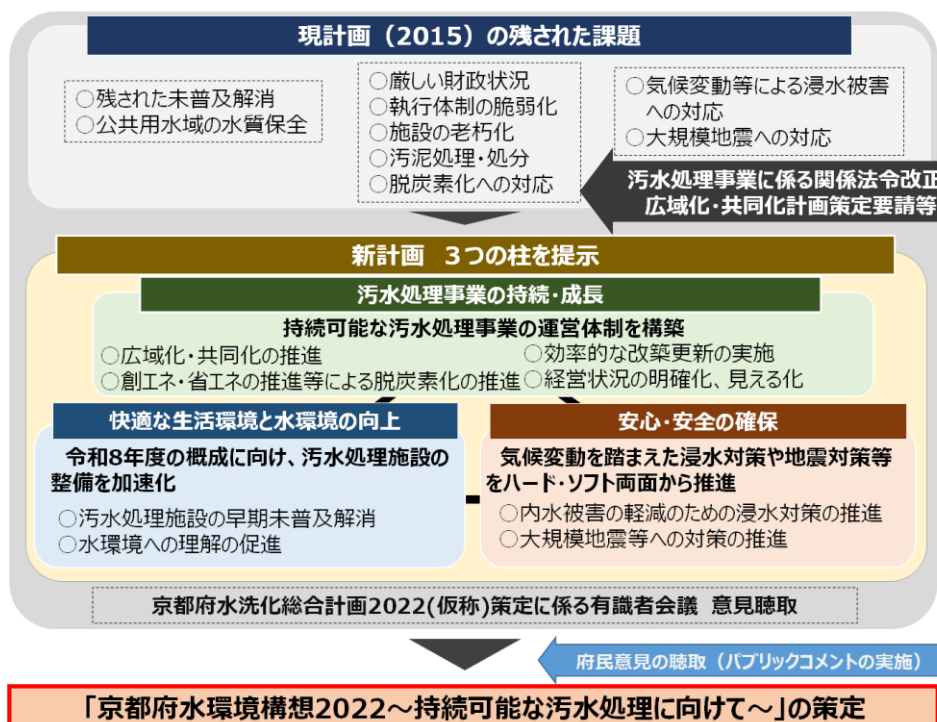 現計画（2015）の残された課題
○残された未普及解消
○公共用水域の水質保全
○厳しい財政状況
○執行体制の脆弱化
○施設の老朽化
○汚泥処理・処分
○脱炭素化への対応
○気候変動等による浸水被害
への対応
○大規模地震への対応
汚水処理事業に係る関係法令改正
広域化・共同化計画策定要請等
新計画 ３つの柱を提示
汚水処理事業の持続・成長
持続可能な汚水処理事業の運営体制を構築
○広域化・共同化の推進
○創エネ・省エネの推進等による脱炭素化の推進
○効率的な改築更新の実施
○経営状況の明確化、見える化
快適な生活環境と水環境の向上
令和8年度の概成に向け、汚水処理施設の
整備を加速化
○汚水処理施設の早期未普及解消
○水環境への理解の促進
安心・安全の確保
気候変動を踏まえた浸水対策や地震対策等
をハード・ソフト両面から推進
○内水被害の軽減のための浸水対策の推進
○大規模地震等への対策の推進
京都府水洗化総合計画2022(仮称)策定に係る有識者会議 意見聴取
府民意見の聴取（パブリックコメントの実施）
「京都府水環境構想2022～持続可能な汚水処理に向けて～」の策定